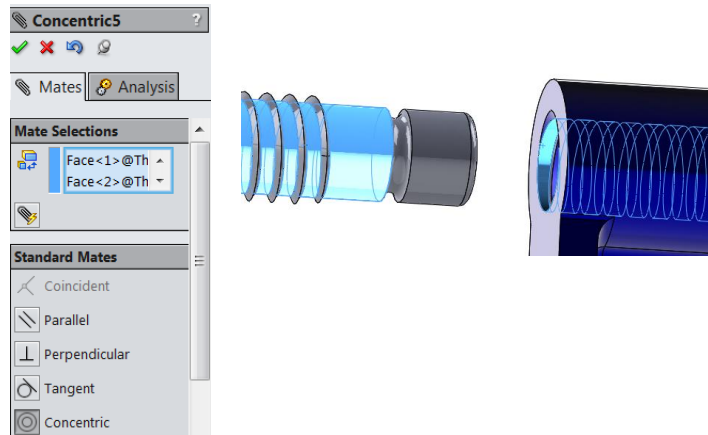 Concentric5
?
Mates
Analysis
Mate Selections
Face<1>@Th
Face<2>@Th
Standard Mates
Coincident
Parallel
Perpendicular
Tangent
Concentric